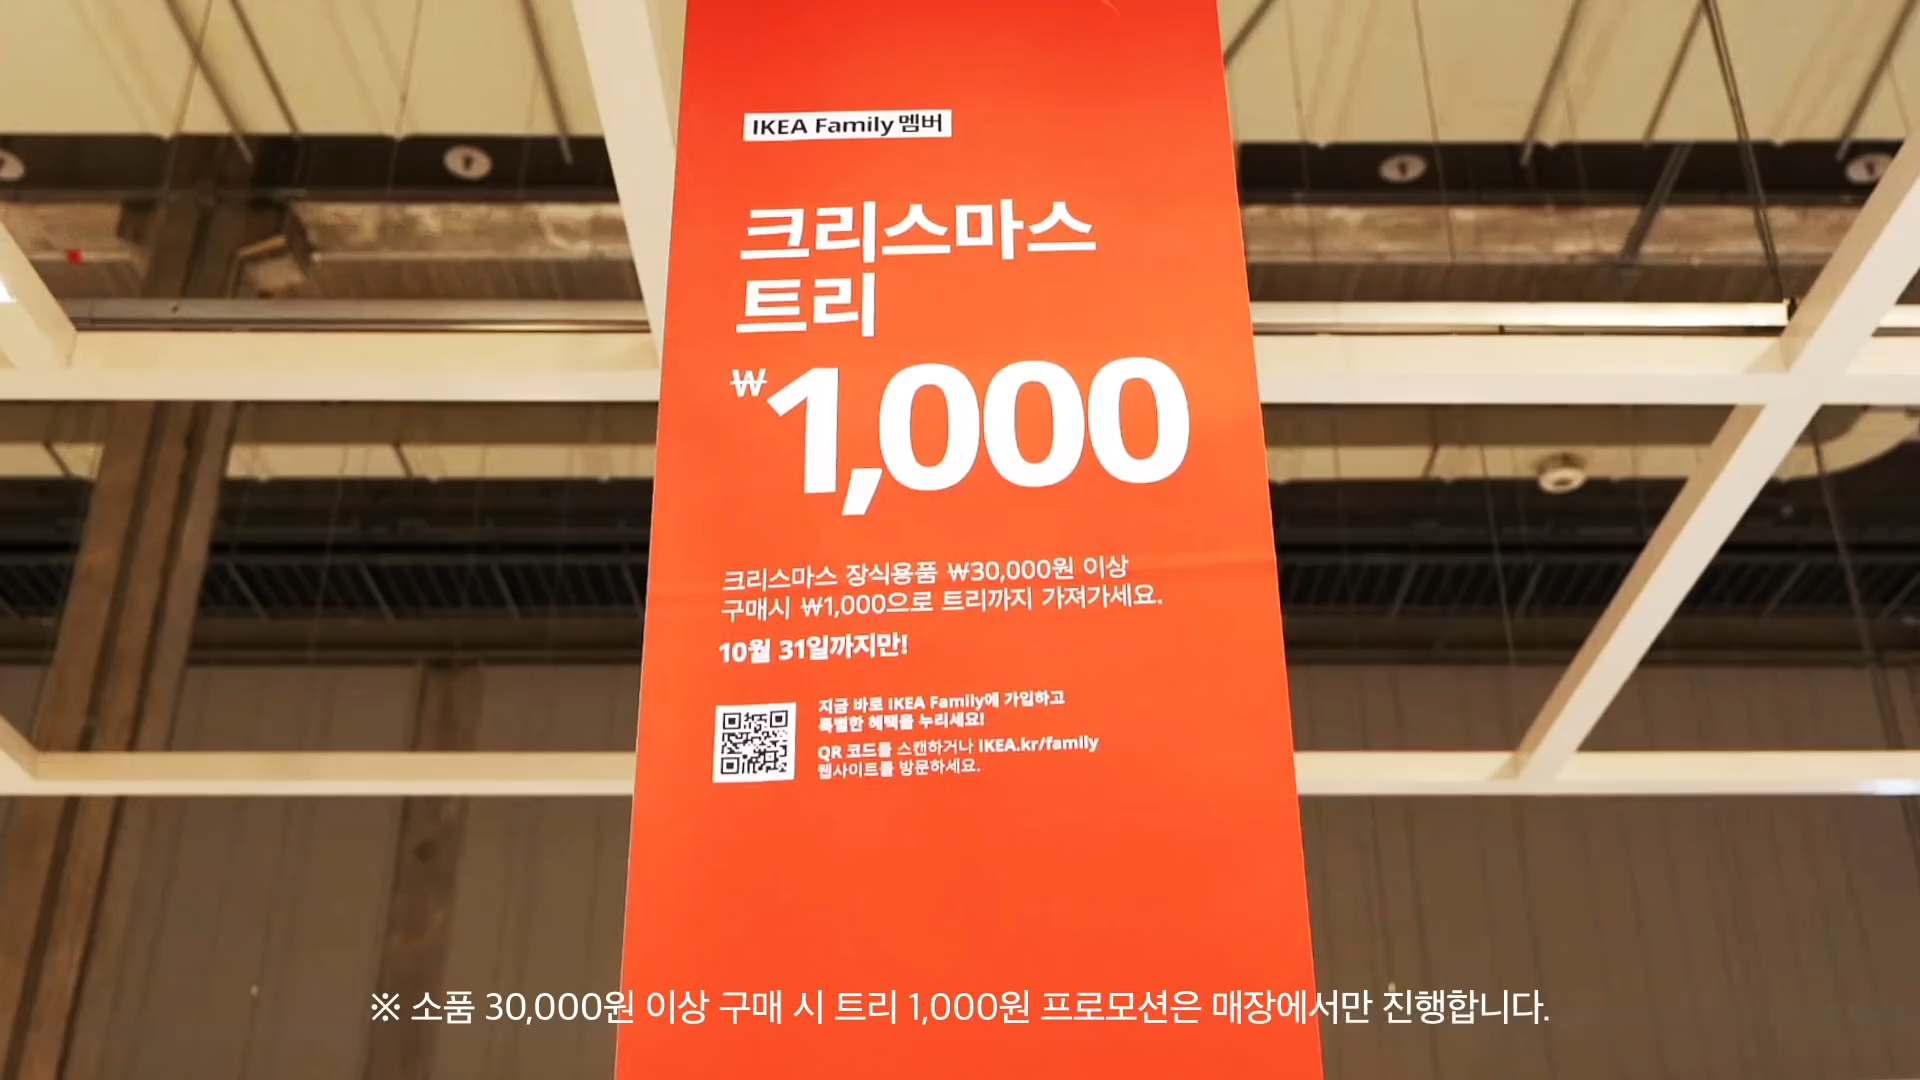 IKEA Family 멤버
크리스마스
트리
₩1,000
크리스마스 장식용품 ₩30,000원 이상
구매시 ₩1,000으로 트리까지 가져가세요.
10월 31일까지만!
지금 바로 IKEA Family에 가입하고
특별한 혜택을 누리세요!
QR 코드를 스캔하거나 IKEA.kr/family
웹사이트를 방문하세요.
※ 소품 30,000원 이상 구매 시 트리 1,000원 프로모션은 매장에서만 진행합니다.